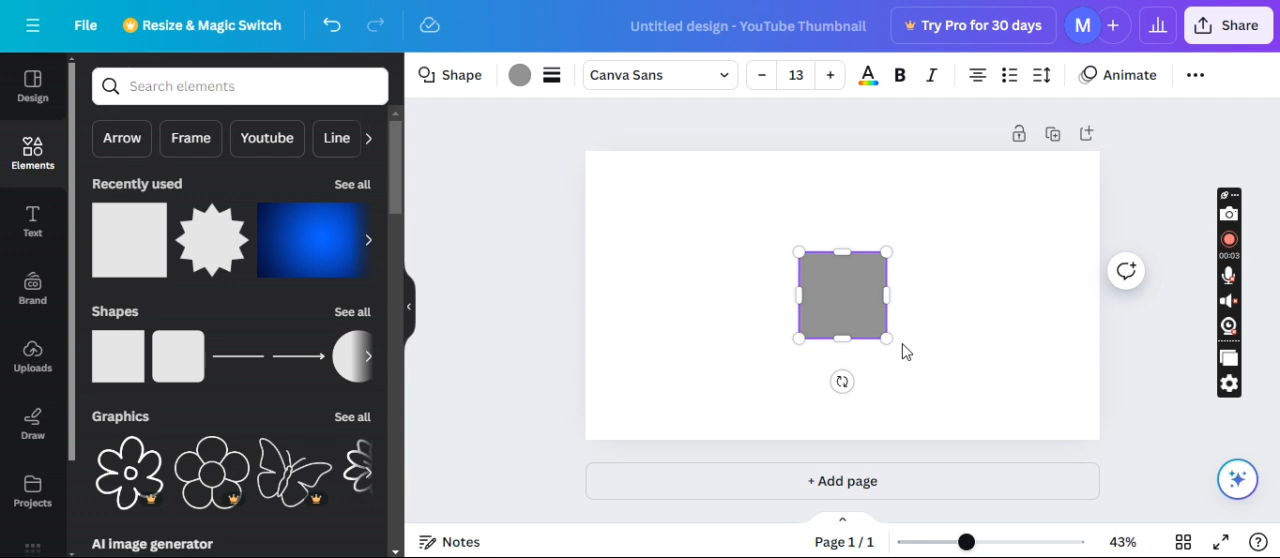 File
Resize & Magic Switch
Untitled design - YouTube Thumbnail
Try Pro for 30 days
M
+
Share
Design
Elements
Text
Brand
Uploads
Draw
Projects
Search elements
Arrow
Frame
Youtube
Line
Recently used
See all
Shapes
See all
Graphics
See all
AI image generator
Shape
Canva Sans
– 13 +
A
B
I
Animate
00:03
+ Add page
Notes
Page 1 / 1
43%